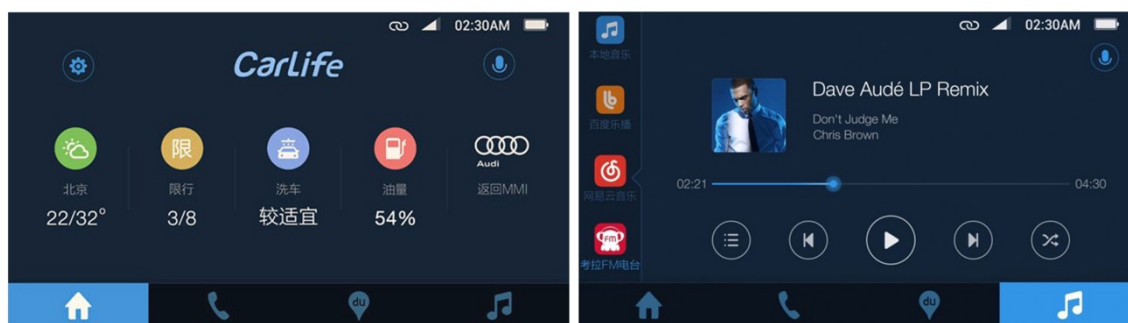 02:30AM
CarLife
限
Audi
北京
限行
洗车
油量
返回MMI
22/32°
3/8
较适宜
54%
du
02:30AM
本地音乐
百度乐播
网易云音乐
FM
考拉FM电台
Dave Audé LP Remix
Don't Judge Me
Chris Brown
02:21
04:30
du